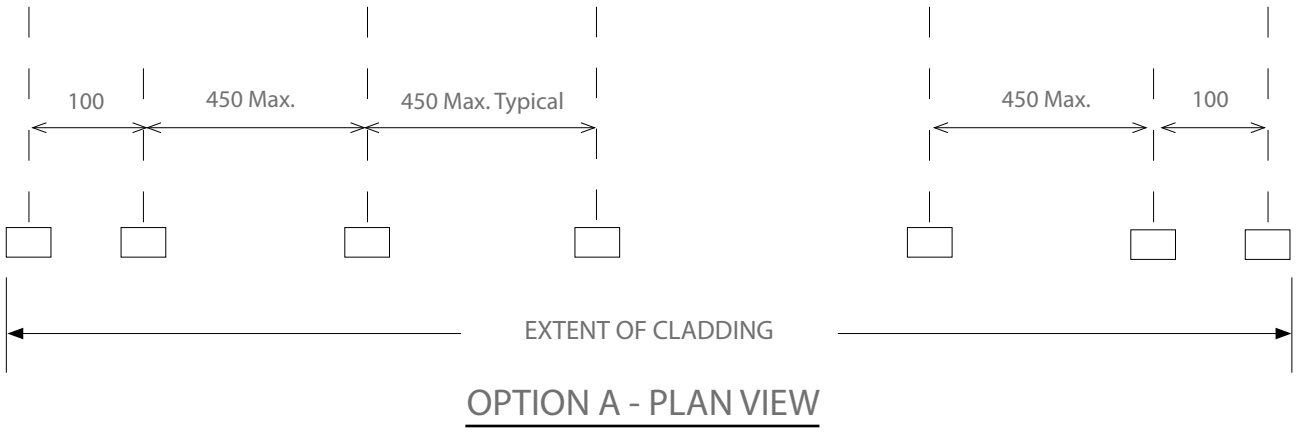 100 450 Max. 450 Max. Typical 450 Max. 100
EXTENT OF CLADDING
OPTION A - PLAN VIEW